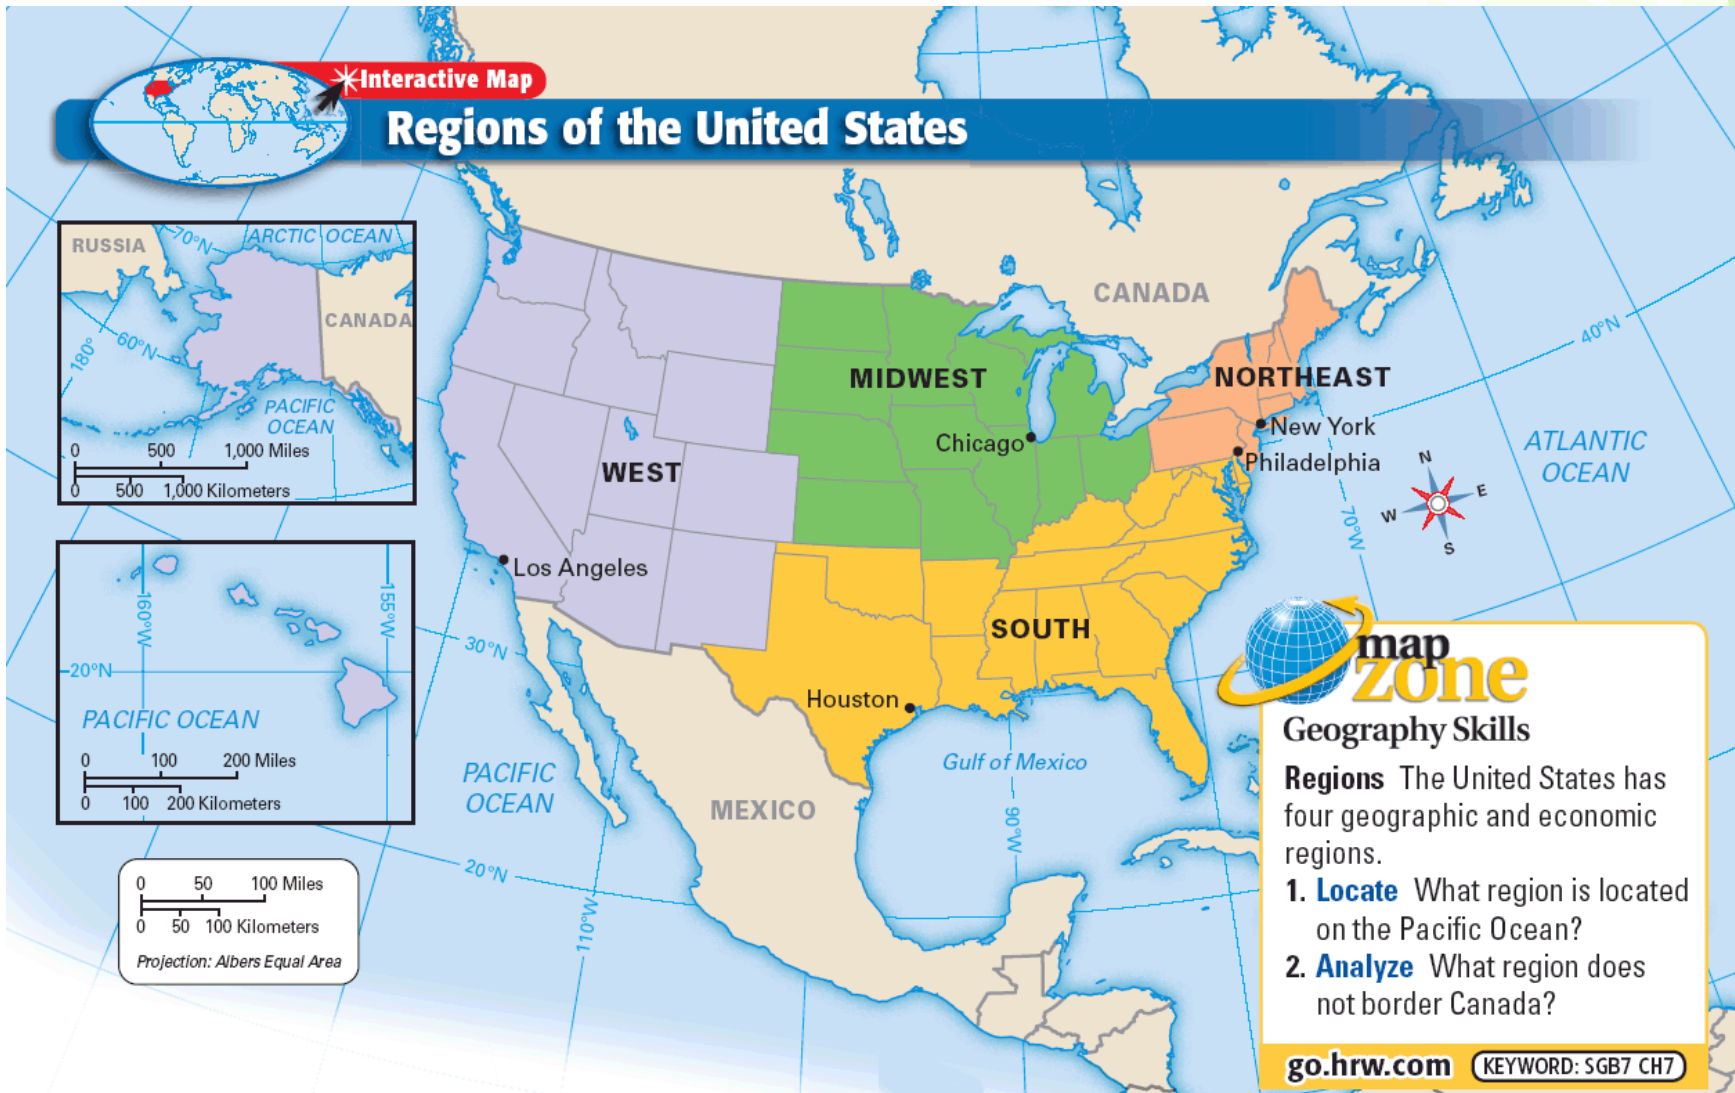 Interactive Map
Regions of the United States
RUSSIA
70°N
ARCTIC OCEAN
CANADA
180°
60°N
PACIFIC
OCEAN
0 500 1,000 Miles
0 500 1,000 Kilometers
160°W
155°W
20°N
PACIFIC OCEAN
0 100 200 Miles
0 100 200 Kilometers
0 50 100 Miles
0 50 100 Kilometers
Projection: Albers Equal Area
CANADA
MIDWEST
NORTHEAST
WEST
SOUTH
Chicago
New York
Philadelphia
Los Angeles
Houston
40°N
ATLANTIC
OCEAN
N
E
W
S
70°W
30°N
PACIFIC
OCEAN
MEXICO
Gulf of Mexico
90°W
20°N
110°W
map
zone
Geography Skills
Regions The United States has
four geographic and economic
regions.
1. Locate What region is located
on the Pacific Ocean?
2. Analyze What region does
not border Canada?
go.hrw.com KEYWORD: SGB7 CH7